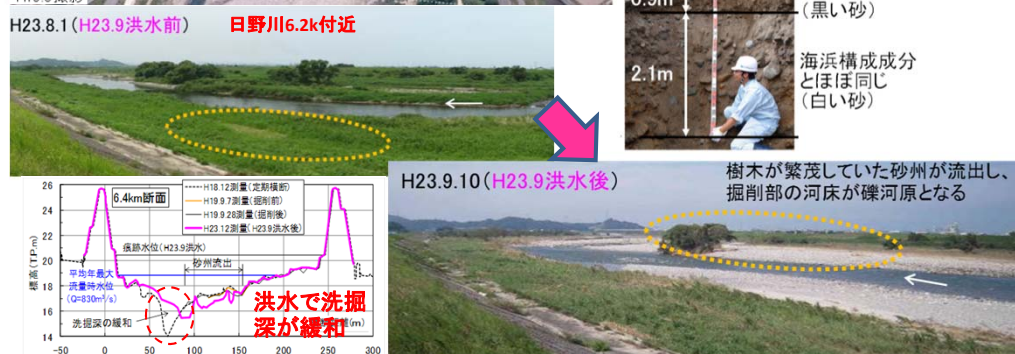 H23.8.1(H23.9洪水前)
日野川6.2k付近
(黒い砂)
2.1m
海浜構成成分
とほぼ同じ
(白い砂)
H23.9.10(H23.9洪水後)
樹木が繁茂していた砂州が流出し、
掘削部の河床が礫河原となる
6.4km断面
H18.12測量(定期横断)
H19.9.7測量(掘削前)
H19.9.28測量(掘削後)
H23.12測量(H23.9洪水後)
痕跡水位(H23.9洪水)
砂州流出
平均年最大
流量時水位
(Q=830m³/s)
洗掘深の緩和
洪水で洗掘
深が緩和
標高(T.P.m)
26
24
22
20
18
16
14
-50
0
50
100
150
200
250
300
(m)